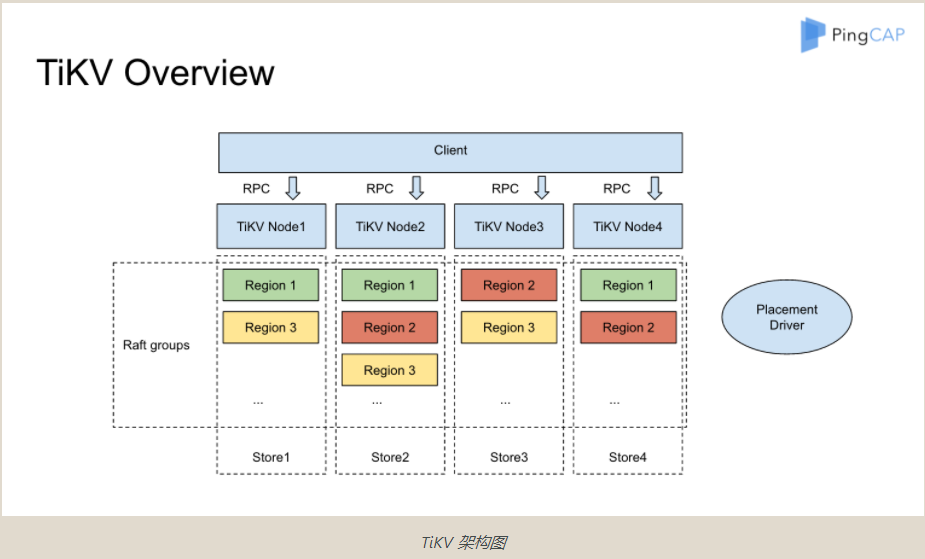 PingCAP
TiKV Overview
Client
RPC RPC RPC RPC
TiKV Node1 TiKV Node2 TiKV Node3 TiKV Node4
Region 1 Region 1 Region 2 Region 1
Region 3 Region 2 Region 3 Region 2
Placement
Driver
Raft groups
Region 3
... ... ... ...
Store1 Store2 Store3 Store4
TiKV 架构图